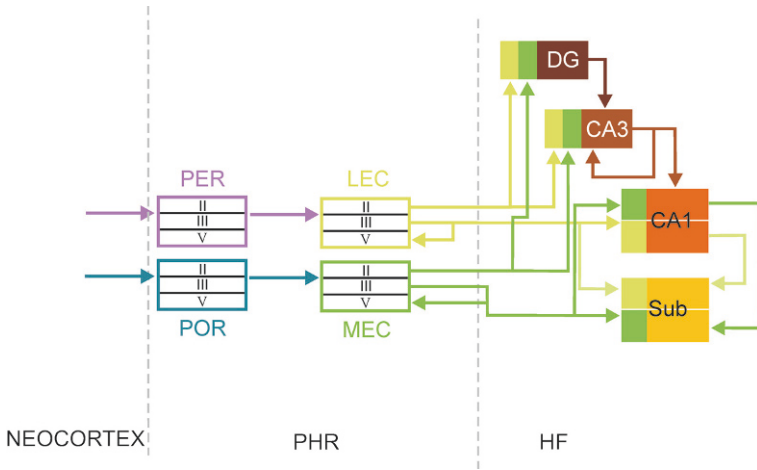 DG
CA3
PER
LEC
II
III
V
II
III
V
CA1
II
III
V
II
III
V
Sub
POR
MEC
NEOCORTEX
PHR
HF